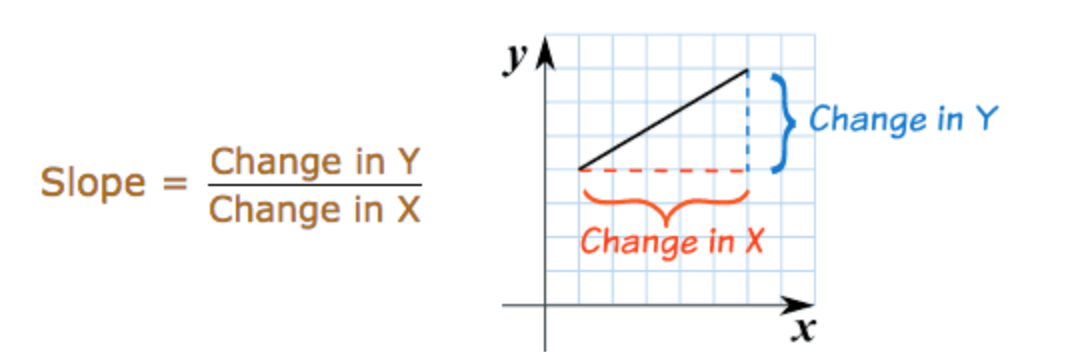 Slope = Change in Y
Change in X
y
Change in Y
Change in X
x